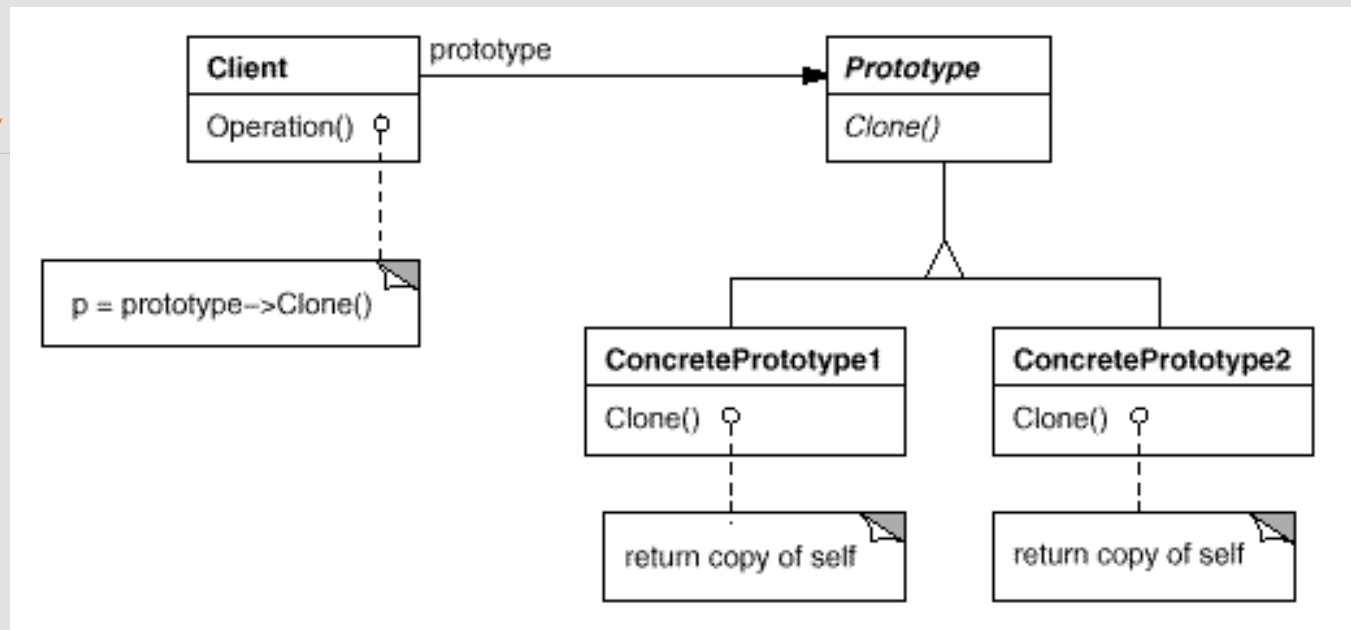 Client
prototype
Prototype
Operation()
Clone()
p = prototype->Clone()
ConcretePrototype1
ConcretePrototype2
Clone()
Clone()
return copy of self
return copy of self